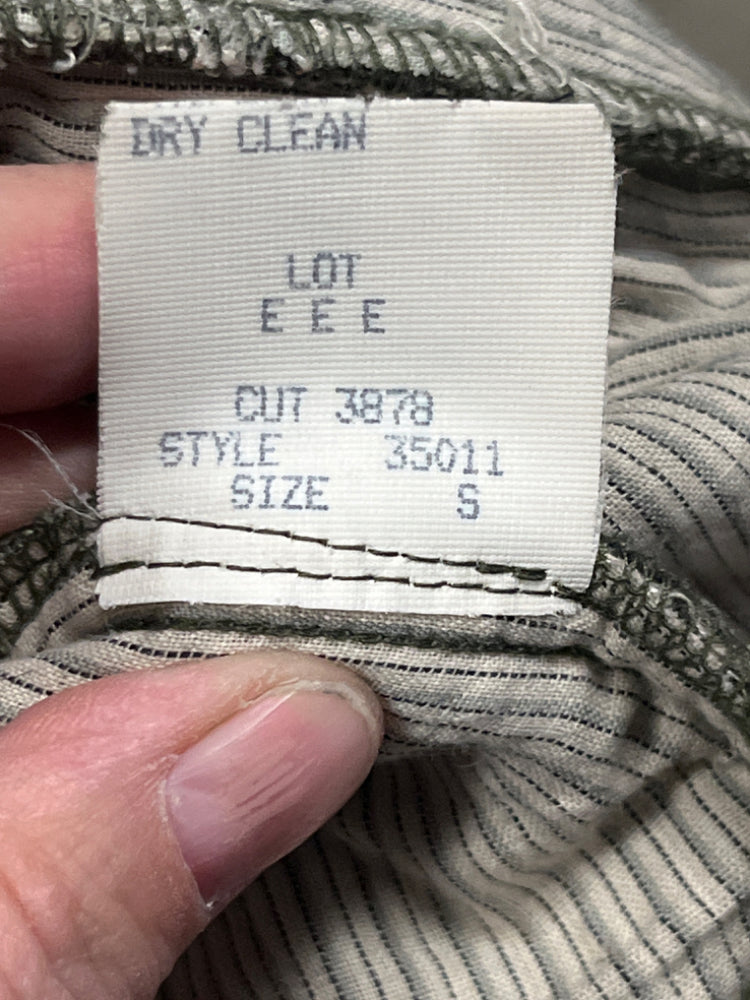 DRY CLEAN
LOT
E E E
CUT 3878
STYLE 35011
SIZE S